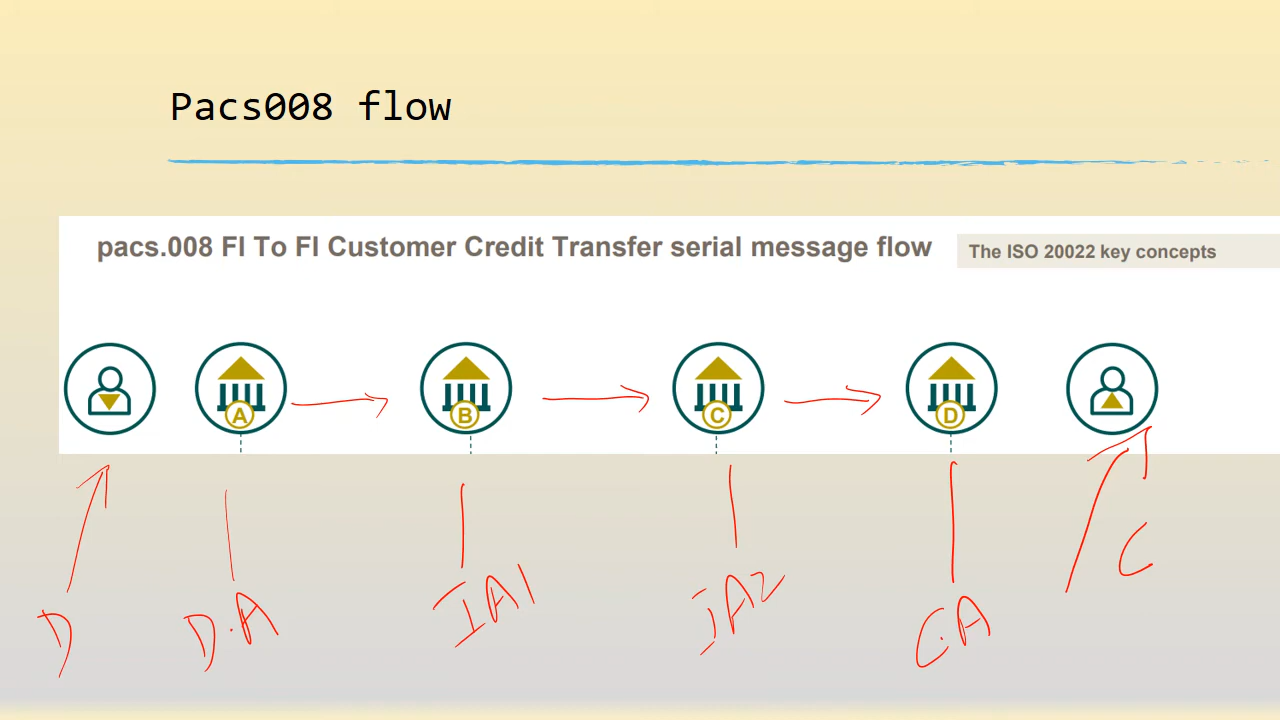 Pacs008 flow
pacs.008 FI To FI Customer Credit Transfer serial message flow
The ISO 20022 key concepts
A B C D
D D.A IA1 IA2 C.A C